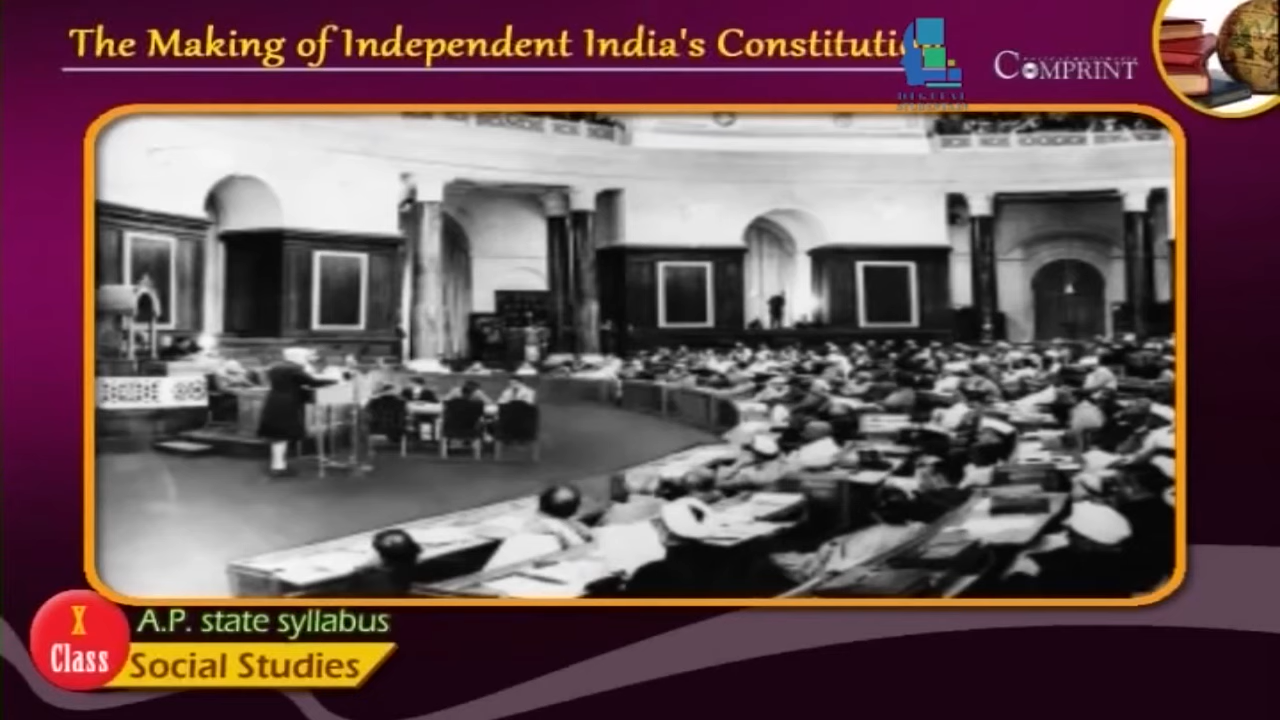 The Making of Independent India's Constituti
COMPRINT
X
Class
A.P. state syllabus
Social Studies